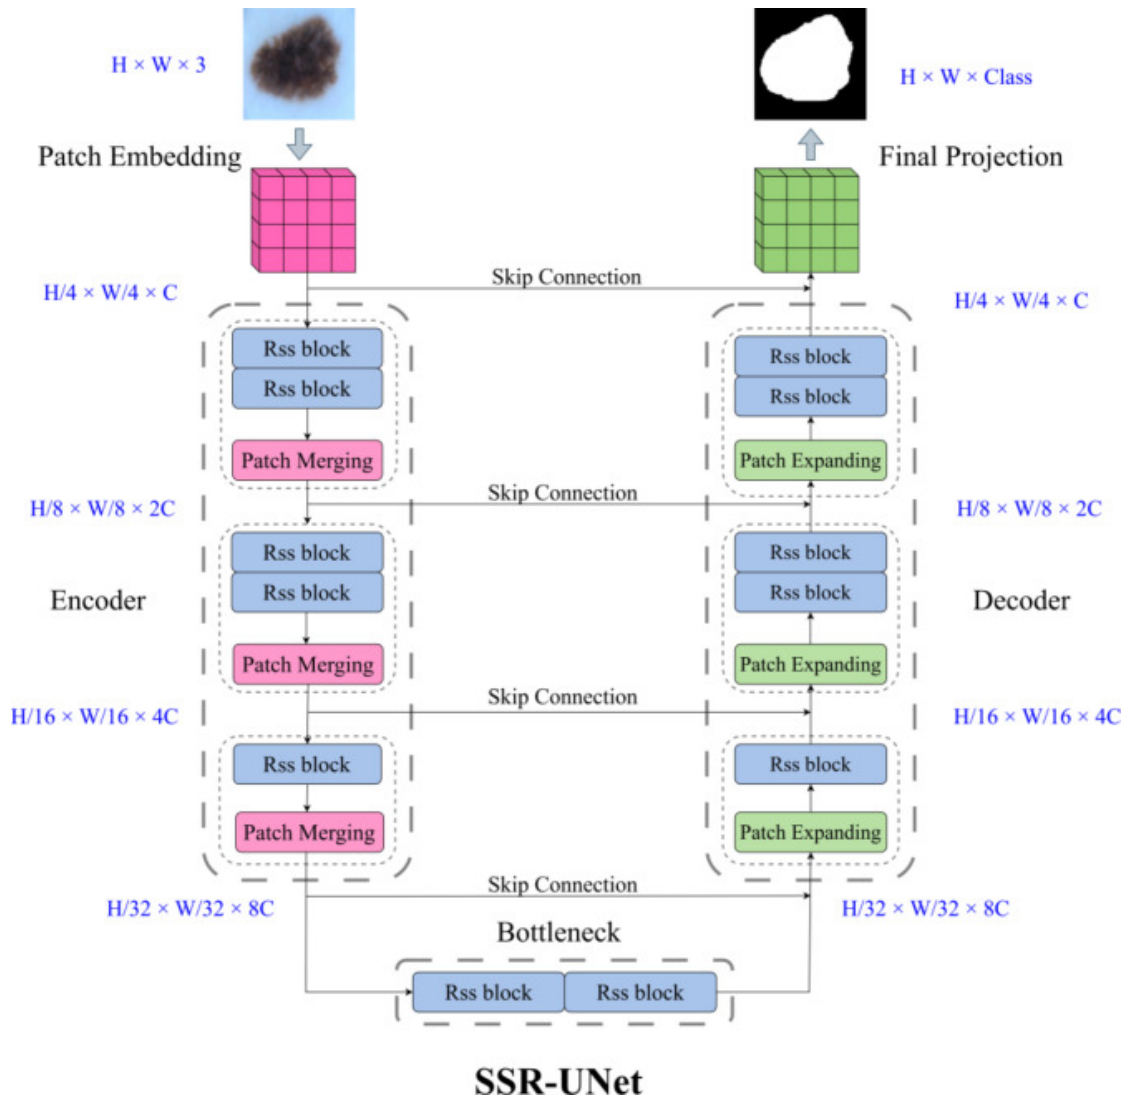 H × W × 3
H × W × Class
Patch Embedding
Final Projection
H/4 × W/4 × C
Skip Connection
H/4 × W/4 × C
Rss block
Rss block
Rss block
Rss block
Patch Merging
Patch Expanding
H/8 × W/8 × 2C
Skip Connection
H/8 × W/8 × 2C
Rss block
Rss block
Encoder
Rss block
Rss block
Decoder
Patch Merging
Patch Expanding
H/16 × W/16 × 4C
Skip Connection
H/16 × W/16 × 4C
Rss block
Rss block
Patch Merging
Patch Expanding
Skip Connection
H/32 × W/32 × 8C
H/32 × W/32 × 8C
Bottleneck
Rss block
Rss block
SSR-UNet